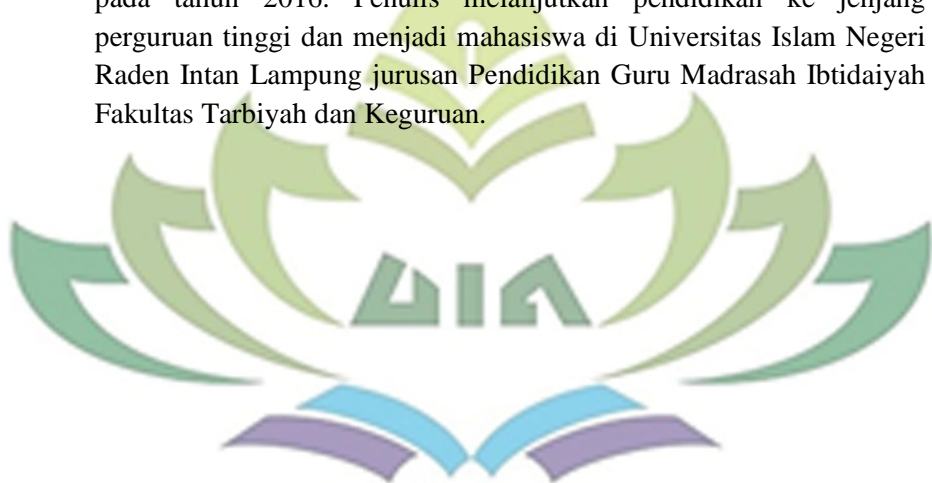 pada tahun 2016. Penulis melanjutkan pendidikan ke jenjang
perguruan tinggi dan menjadi mahasiswa di Universitas Islam Negeri
Raden Intan Lampung jurusan Pendidikan Guru Madrasah Ibtidaiyah
Fakultas Tarbiyah dan Keguruan.
UIN